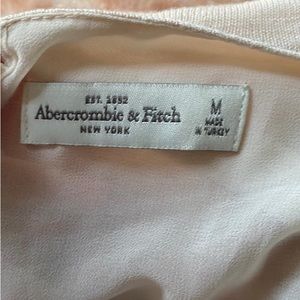 EST. 1892
Abercrombie & Fitch
NEW YORK
M
MADE
IN TURKEY